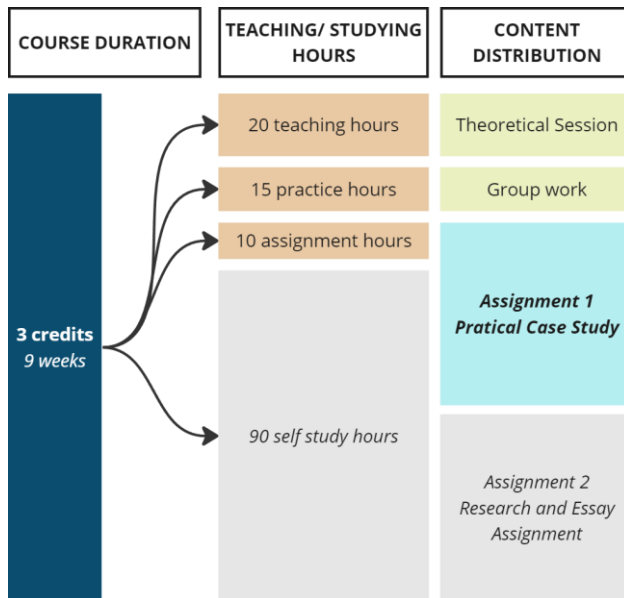 COURSE DURATION
TEACHING/ STUDYING
HOURS
CONTENT
DISTRIBUTION
3 credits
9 weeks
20 teaching hours
15 practice hours
10 assignment hours
90 self study hours
Theoretical Session
Group work
Assignment 1
Pratical Case Study
Assignment 2
Research and Essay
Assignment